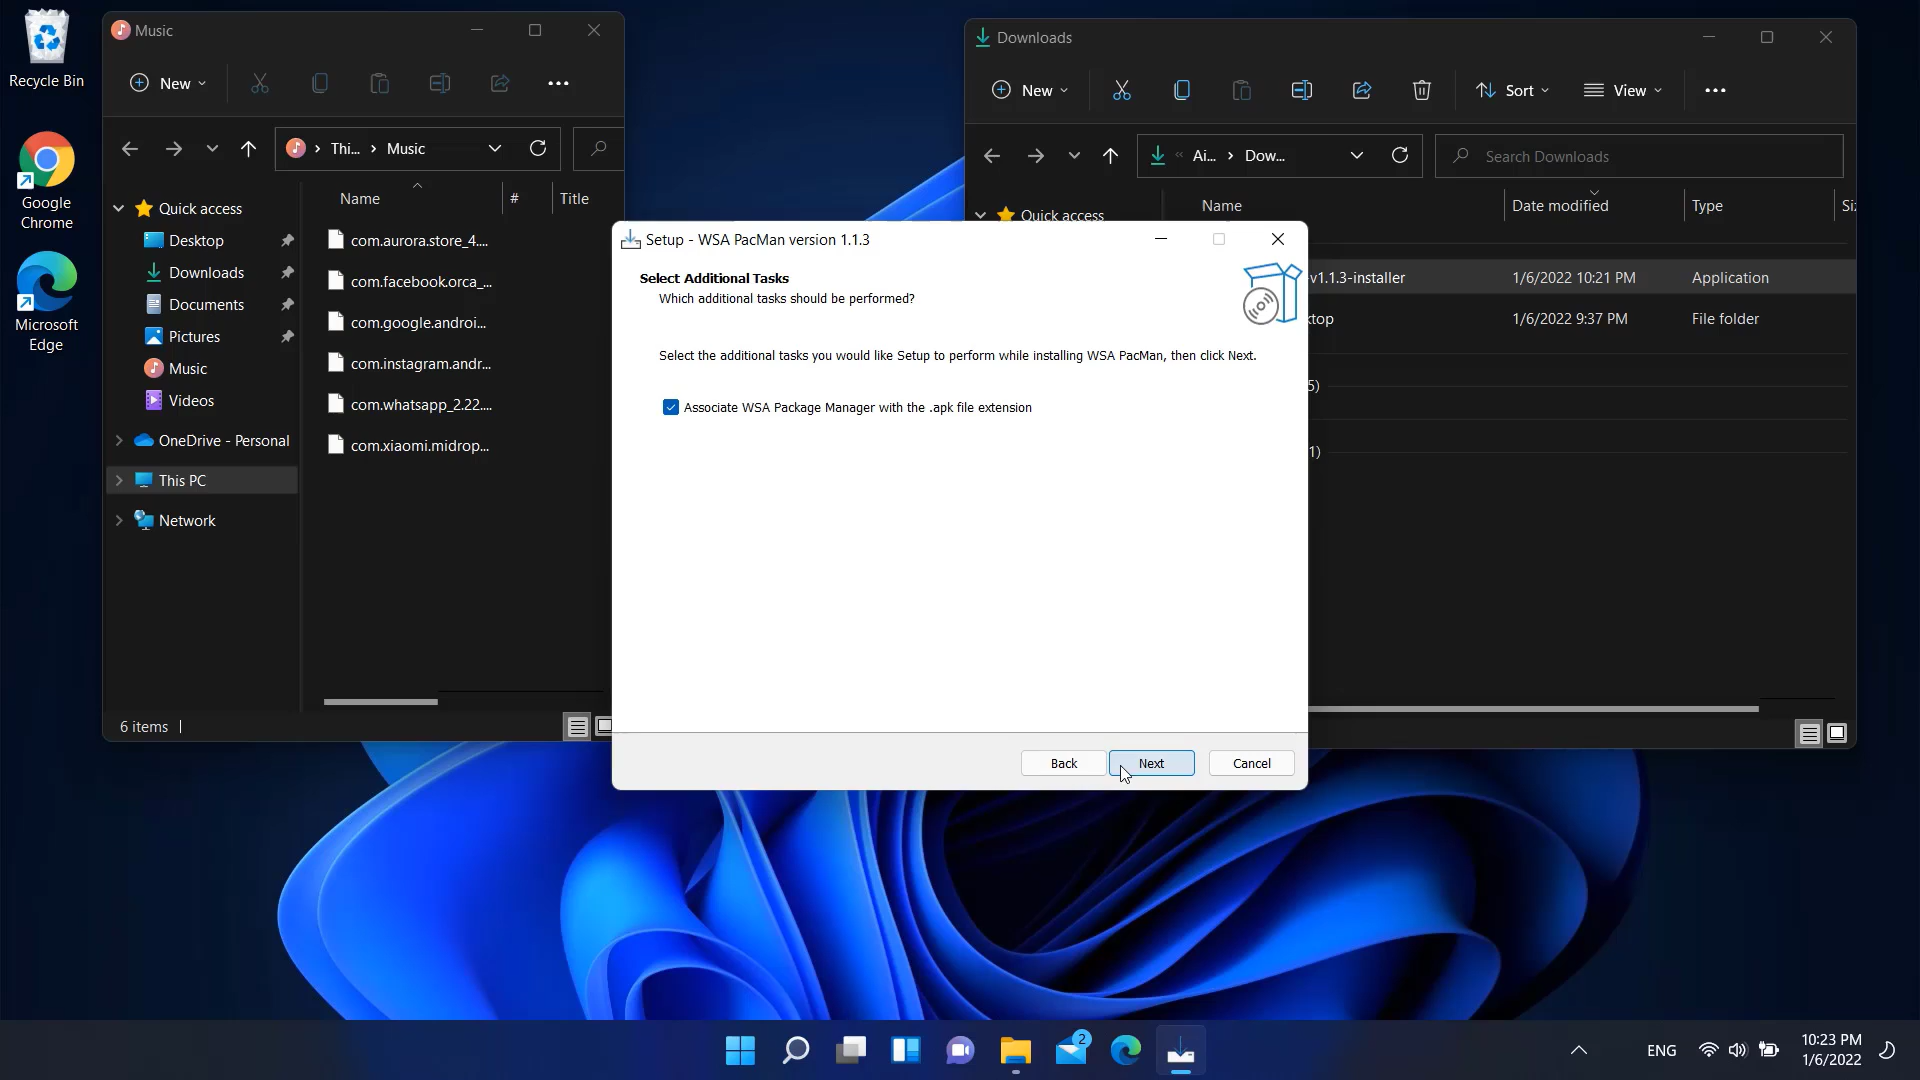 Recycle Bin
Google
Chrome
Microsoft
Edge
Music
New
Thi... › Music
Name
#
Title
Quick access
Desktop
Downloads
Documents
Pictures
Music
Videos
OneDrive - Personal
This PC
Network
com.aurora.store_4....
com.facebook.orca_...
com.google.androi...
com.instagram.andr...
com.whatsapp_2.22....
com.xiaomi.midrop...
6 items
Downloads
New
Sort
View
« Ai... › Dow...
Search Downloads
Quick access
Name
Date modified
Type
v1.1.3-installer
1/6/2022 10:21 PM
Application
top
1/6/2022 9:37 PM
File folder
5)
1)
Setup - WSA PacMan version 1.1.3
Select Additional Tasks
Which additional tasks should be performed?
Select the additional tasks you would like Setup to perform while installing WSA PacMan, then click Next.
Associate WSA Package Manager with the .apk file extension
Back
Next
Cancel
2
ENG
10:23 PM
1/6/2022